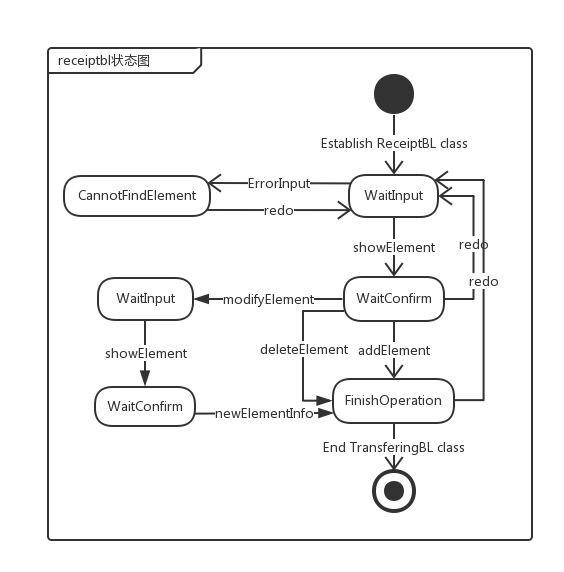 receiptbl状态图
Establish ReceiptBL class
ErrorInput
CannotFindElement
WaitInput
redo
showElement
redo
redo
WaitInput
modifyElement
WaitConfirm
deleteElement
addElement
showElement
WaitConfirm
newElementInfo
FinishOperation
End TransferingBL class